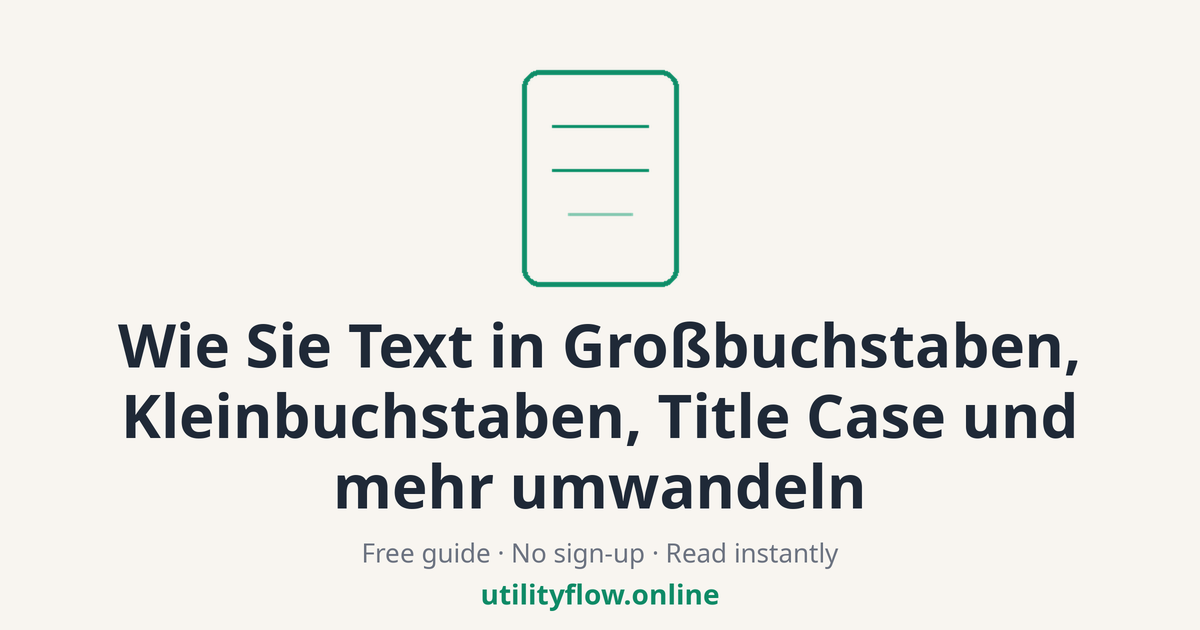 Wie Sie Text in Großbuchstaben,
Kleinbuchstaben, Title Case und
mehr umwandeln
Free guide · No sign-up · Read instantly
utilityflow.online